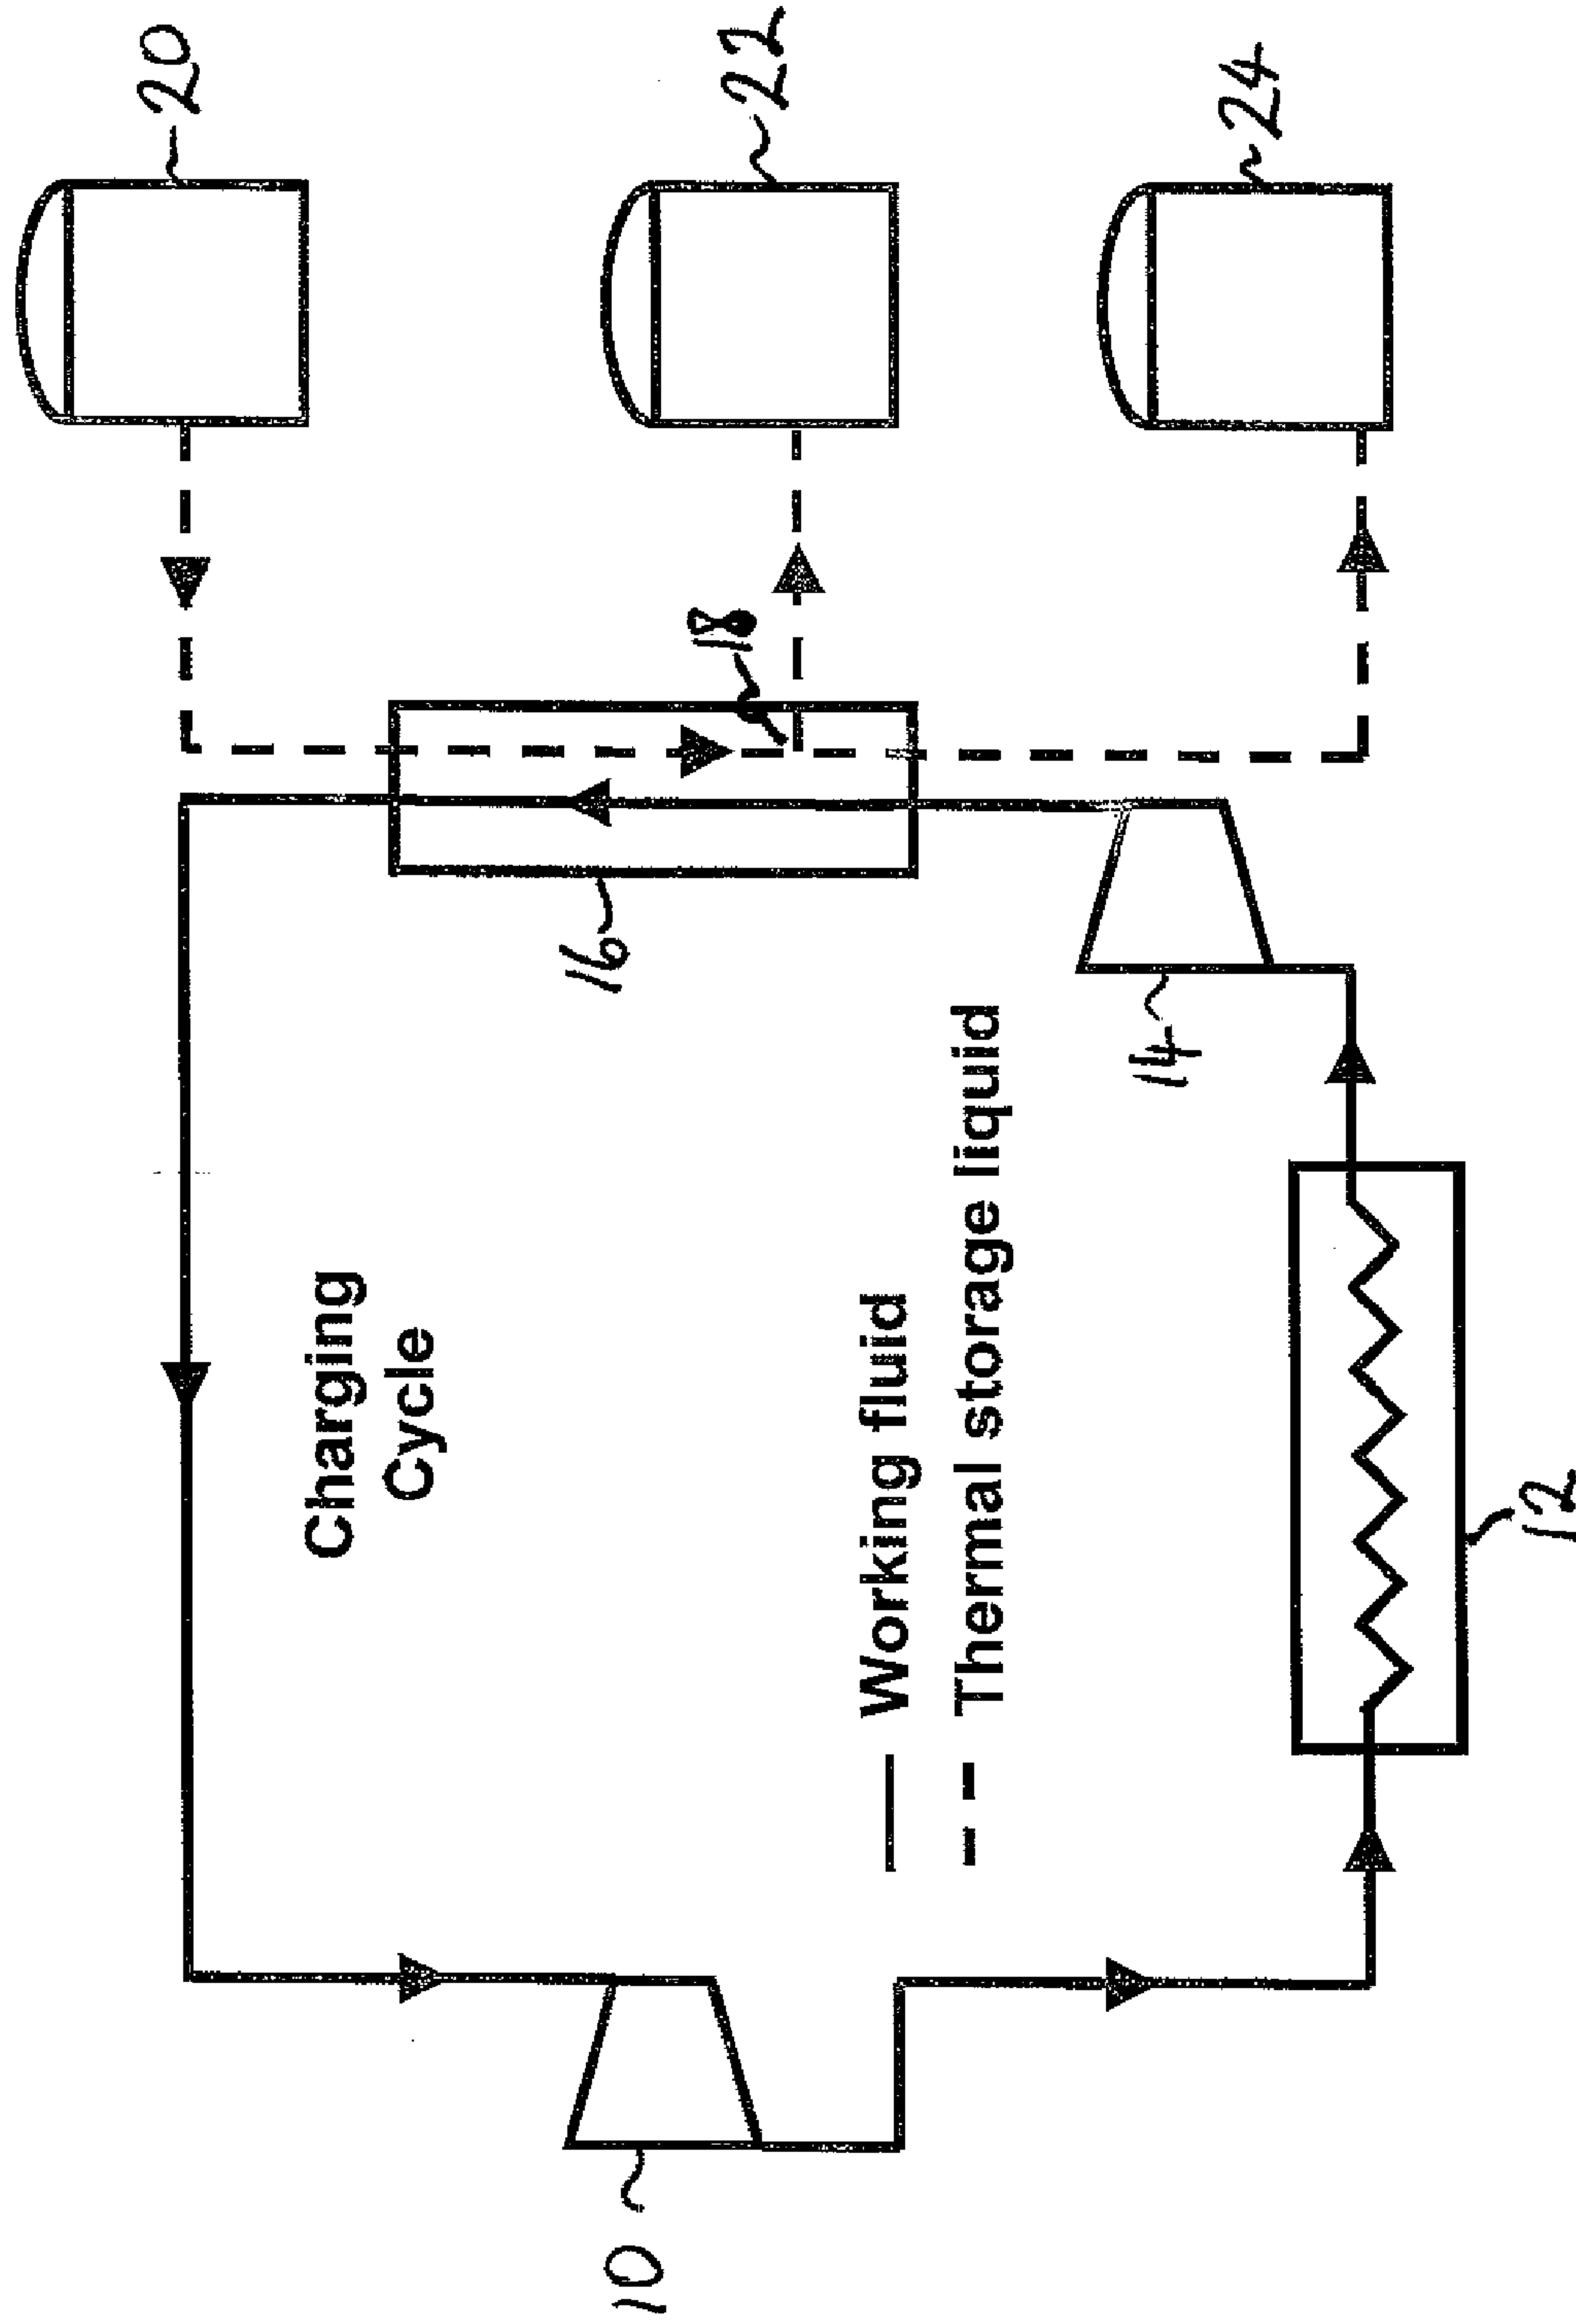 Charging
Cycle
Working fluid
Thermal storage liquid
10
12
14
16
18
20
22
24